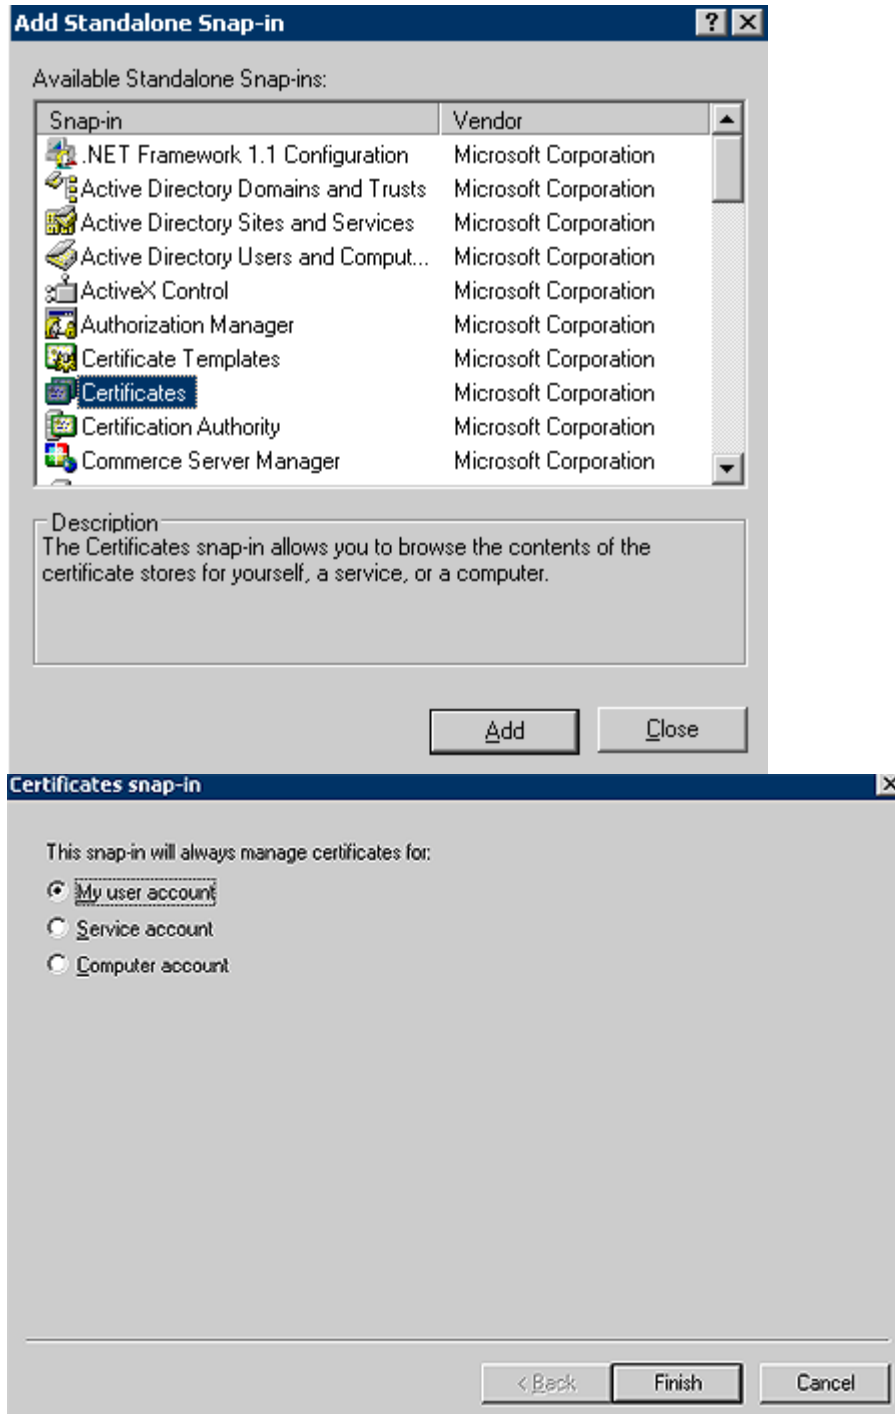 Add Standalone Snap-in
Available Standalone Snap-ins:
Snap-in Vendor
.NET Framework 1.1 Configuration Microsoft Corporation
Active Directory Domains and Trusts Microsoft Corporation
Active Directory Sites and Services Microsoft Corporation
Active Directory Users and Comput... Microsoft Corporation
ActiveX Control Microsoft Corporation
Authorization Manager Microsoft Corporation
Certificate Templates Microsoft Corporation
Certificates Microsoft Corporation
Certification Authority Microsoft Corporation
Commerce Server Manager Microsoft Corporation
Description
The Certificates snap-in allows you to browse the contents of the
certificate stores for yourself, a service, or a computer.
Add Close
Certificates snap-in
This snap-in will always manage certificates for:
My user account
Service account
Computer account
< Back Finish Cancel